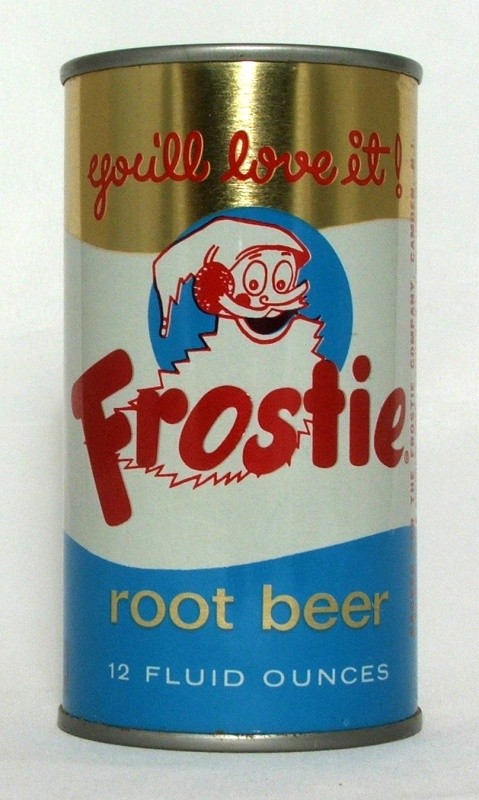 you'll love it!
Frostie®
root beer
12 FLUID OUNCES
THE FROSTIE COMPANY CAMDEN N.J.